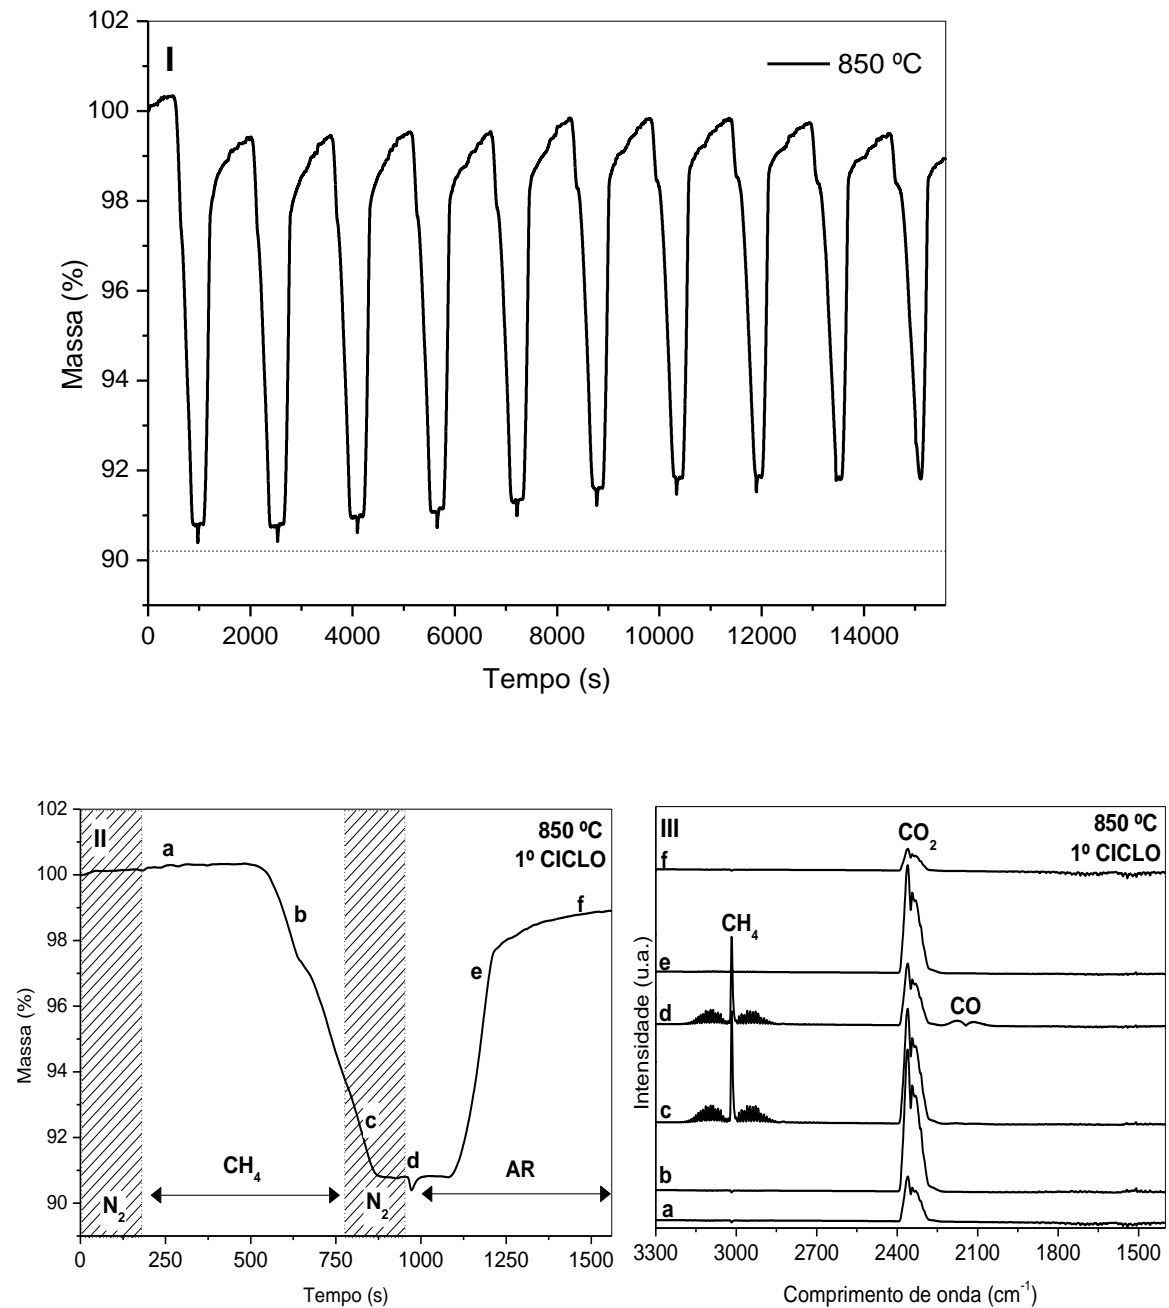 102
100
98
96
94
92
90
Massa (%)
I
850 ºC
0 2000 4000 6000 8000 10000 12000 14000
Tempo (s)
102
100
98
96
94
92
90
Massa (%)
II
850 ºC
1º CICLO
a
b
c
d
e
f
CH4
AR
N2
N2
0 250 500 750 1000 1250 1500
Tempo (s)
III
850 ºC
1º CICLO
CO2
f
CH4
e
CO
d
c
b
a
Intensidade (u.a.)
3300 3000 2700 2400 2100 1800 1500
Comprimento de onda (cm-1)